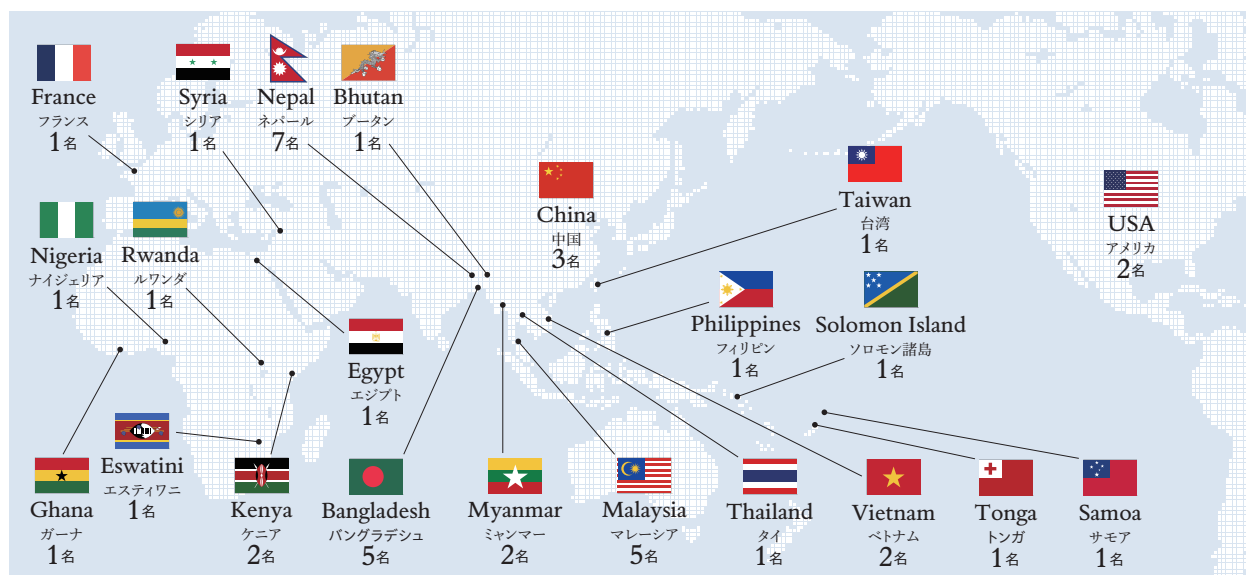 France
フランス
1名
Syria
シリア
1名
Nepal
ネパール
7名
Bhutan
ブータン
1名
China
中国
3名
Taiwan
台湾
1名
USA
アメリカ
2名
Nigeria
ナイジェリア
1名
Rwanda
ルワンダ
1名
Egypt
エジプト
1名
Philippines
フィリピン
1名
Solomon Island
ソロモン諸島
1名
Eswatini
エスティワニ
1名
Ghana
ガーナ
1名
Kenya
ケニア
2名
Bangladesh
バングラデシュ
5名
Myanmar
ミャンマー
2名
Malaysia
マレーシア
5名
Thailand
タイ
1名
Vietnam
ベトナム
2名
Tonga
トンガ
1名
Samoa
サモア
1名